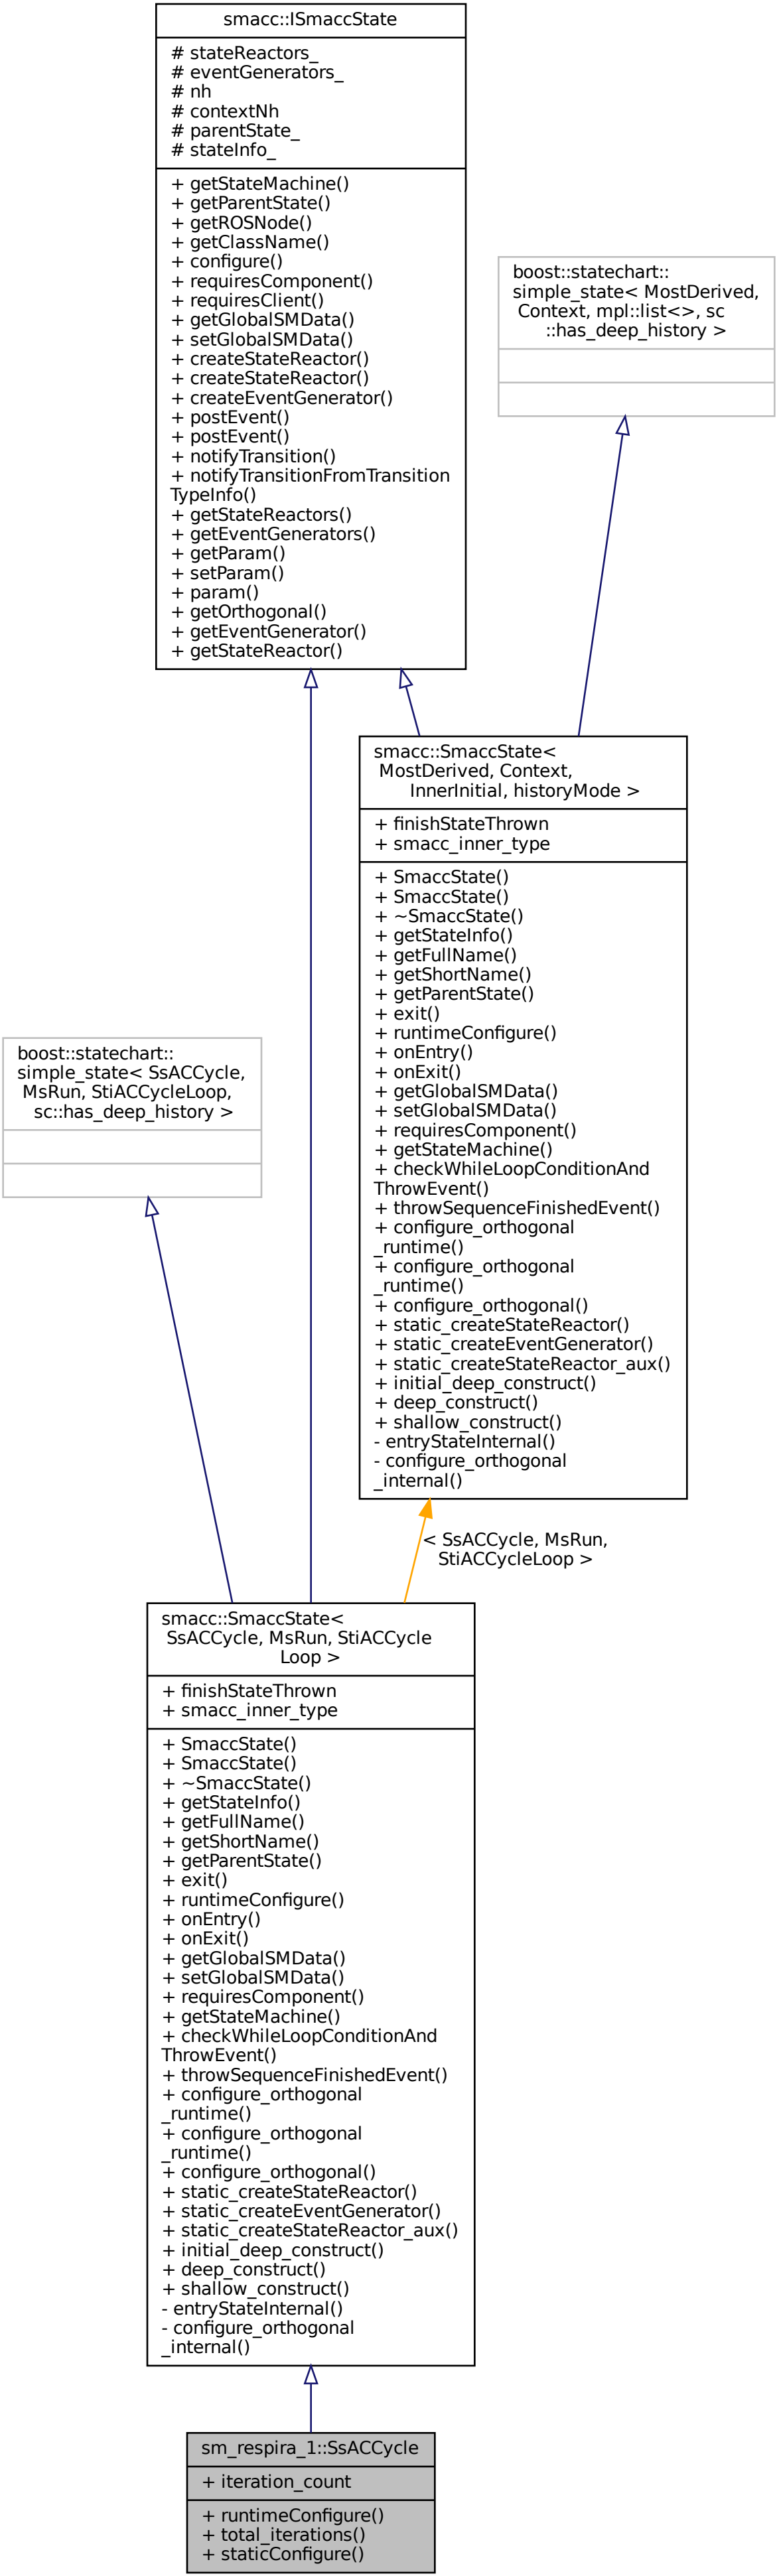 smacc::ISmaccState
# stateReactors_
# eventGenerators_
# nh
# contextNh
# parentState_
# stateInfo_
+ getStateMachine()
+ getParentState()
+ getROSNode()
+ getClassName()
+ configure()
+ requiresComponent()
+ requiresClient()
+ getGlobalSMData()
+ setGlobalSMData()
+ createStateReactor()
+ createStateReactor()
+ createEventGenerator()
+ postEvent()
+ postEvent()
+ notifyTransition()
+ notifyTransitionFromTransition
TypeInfo()
+ getStateReactors()
+ getEventGenerators()
+ getParam()
+ setParam()
+ param()
+ getOrthogonal()
+ getEventGenerator()
+ getStateReactor()
boost::statechart::
simple_state< MostDerived,
Context, mpl::list<>, sc
::has_deep_history >
smacc::SmaccState<
MostDerived, Context,
InnerInitial, historyMode >
+ finishStateThrown
+ smacc_inner_type
+ SmaccState()
+ SmaccState()
+ ~SmaccState()
+ getStateInfo()
+ getFullName()
+ getShortName()
+ getParentState()
+ exit()
+ runtimeConfigure()
+ onEntry()
+ onExit()
+ getGlobalSMData()
+ setGlobalSMData()
+ requiresComponent()
+ getStateMachine()
+ checkWhileLoopConditionAnd
ThrowEvent()
+ throwSequenceFinishedEvent()
+ configure_orthogonal
_runtime()
+ configure_orthogonal
_runtime()
+ configure_orthogonal()
+ static_createStateReactor()
+ static_createEventGenerator()
+ static_createStateReactor_aux()
+ initial_deep_construct()
+ deep_construct()
+ shallow_construct()
- entryStateInternal()
- configure_orthogonal
_internal()
boost::statechart::
simple_state< SsACCycle,
MsRun, StiACCycleLoop,
sc::has_deep_history >
< SsACCycle, MsRun,
StiACCycleLoop >
smacc::SmaccState<
SsACCycle, MsRun, StiACCycle
Loop >
+ finishStateThrown
+ smacc_inner_type
+ SmaccState()
+ SmaccState()
+ ~SmaccState()
+ getStateInfo()
+ getFullName()
+ getShortName()
+ getParentState()
+ exit()
+ runtimeConfigure()
+ onEntry()
+ onExit()
+ getGlobalSMData()
+ setGlobalSMData()
+ requiresComponent()
+ getStateMachine()
+ checkWhileLoopConditionAnd
ThrowEvent()
+ throwSequenceFinishedEvent()
+ configure_orthogonal
_runtime()
+ configure_orthogonal
_runtime()
+ configure_orthogonal()
+ static_createStateReactor()
+ static_createEventGenerator()
+ static_createStateReactor_aux()
+ initial_deep_construct()
+ deep_construct()
+ shallow_construct()
- entryStateInternal()
- configure_orthogonal
_internal()
sm_respira_1::SsACCycle
+ iteration_count
+ runtimeConfigure()
+ total_iterations()
+ staticConfigure()